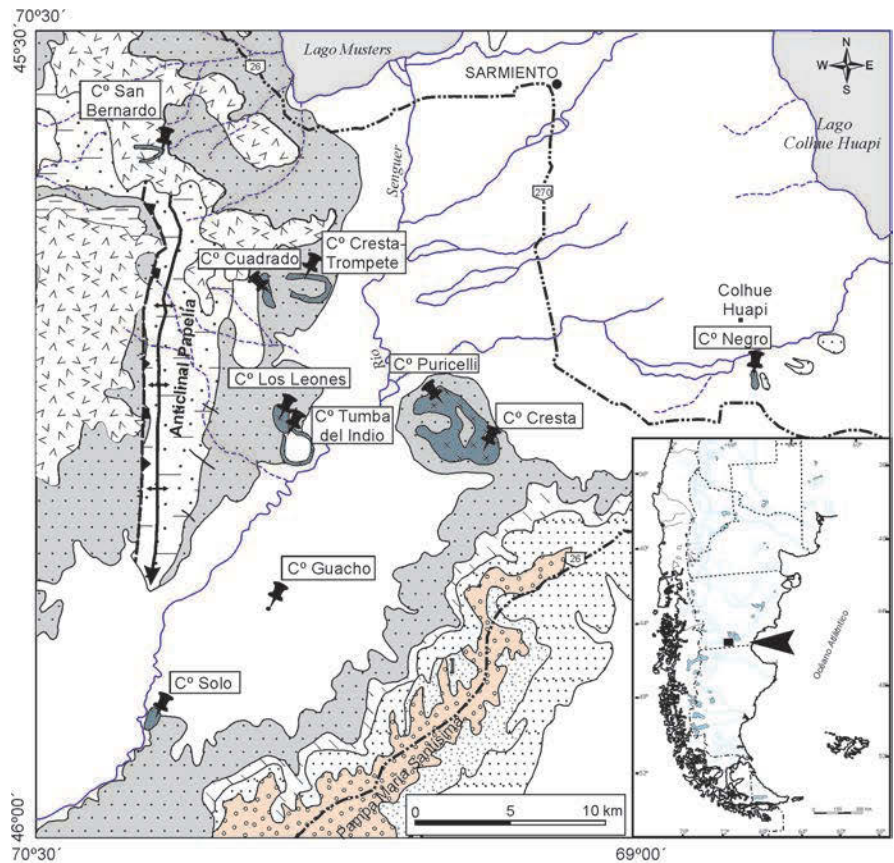 70º30´
45º30´
Lago Musters
26
SARMIENTO
N
W E
S
Cº San
Bernardo
Lago
Colhue Huapi
Senguer
270
Cº Cresta-
Trompete
Cº Cuadrado
Colhue
Huapi
Cº Negro
Anticlinal Papelia
Río
Cº Puricelli
Cº Los Leones
Cº Tumba
del Indio
Cº Cresta
26
Cº Guacho
Océano Atlántico
Cº Solo
Pampa María Santísima
0 5 10 km
46º00´
70º30´
69º00´